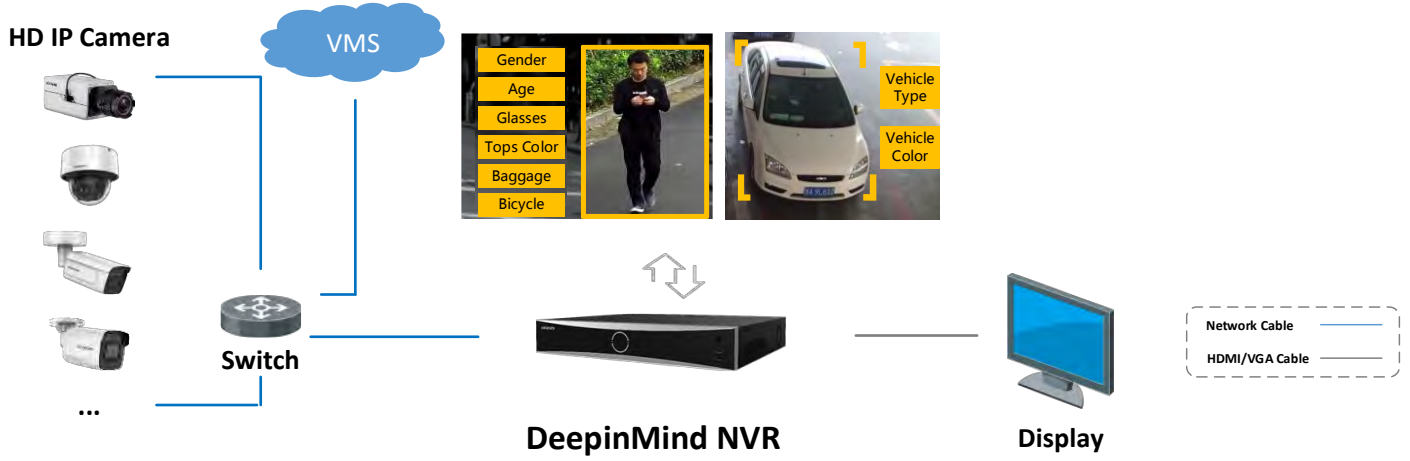 HD IP Camera
VMS
Gender
Age
Glasses
Tops Color
Baggage
Bicycle
Vehicle
Type
Vehicle
Color
Switch
...
DeepinMind NVR
Display
Network Cable
HDMI/VGA Cable